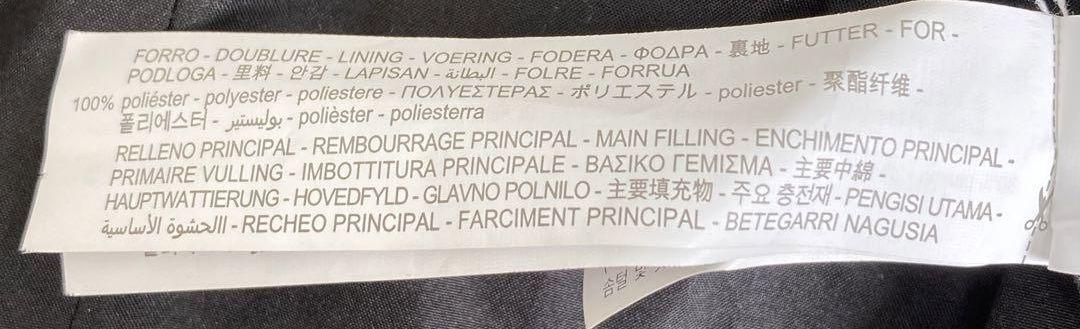 FORRO - DOUBLURE - LINING - VOERING - FODERA - ΦΟΔΡΑ - 裏地 - FUTTER - FOR -
PODLOGA - 里料 - 안감 - LAPISAN - البطانة - FOLRE - FORRUA
100% poliéster - polyester - poliestere - ΠΟΛΥΕΣΤΕΡΑΣ - ポリエステル - poliester - 聚酯纤维 -
폴리에스터 - بوليستير - polièster - poliesterra
RELLENO PRINCIPAL - REMBOURRAGE PRINCIPAL - MAIN FILLING - ENCHIMENTO PRINCIPAL -
PRIMAIRE VULLING - IMBOTTITURA PRINCIPALE - ΒΑΣΙΚΟ ΓΕΜΙΣΜΑ - 主要中綿 -
HAUPTWATTIERUNG - HOVEDFYLD - GLAVNO POLNILO - 主要填充物 - 주요 충전재 - PENGISI UTAMA -
الحشوة الأساسية - RECHEO PRINCIPAL - FARCIMENT PRINCIPAL - BETEGARRI NAGUSIA
솜털 및